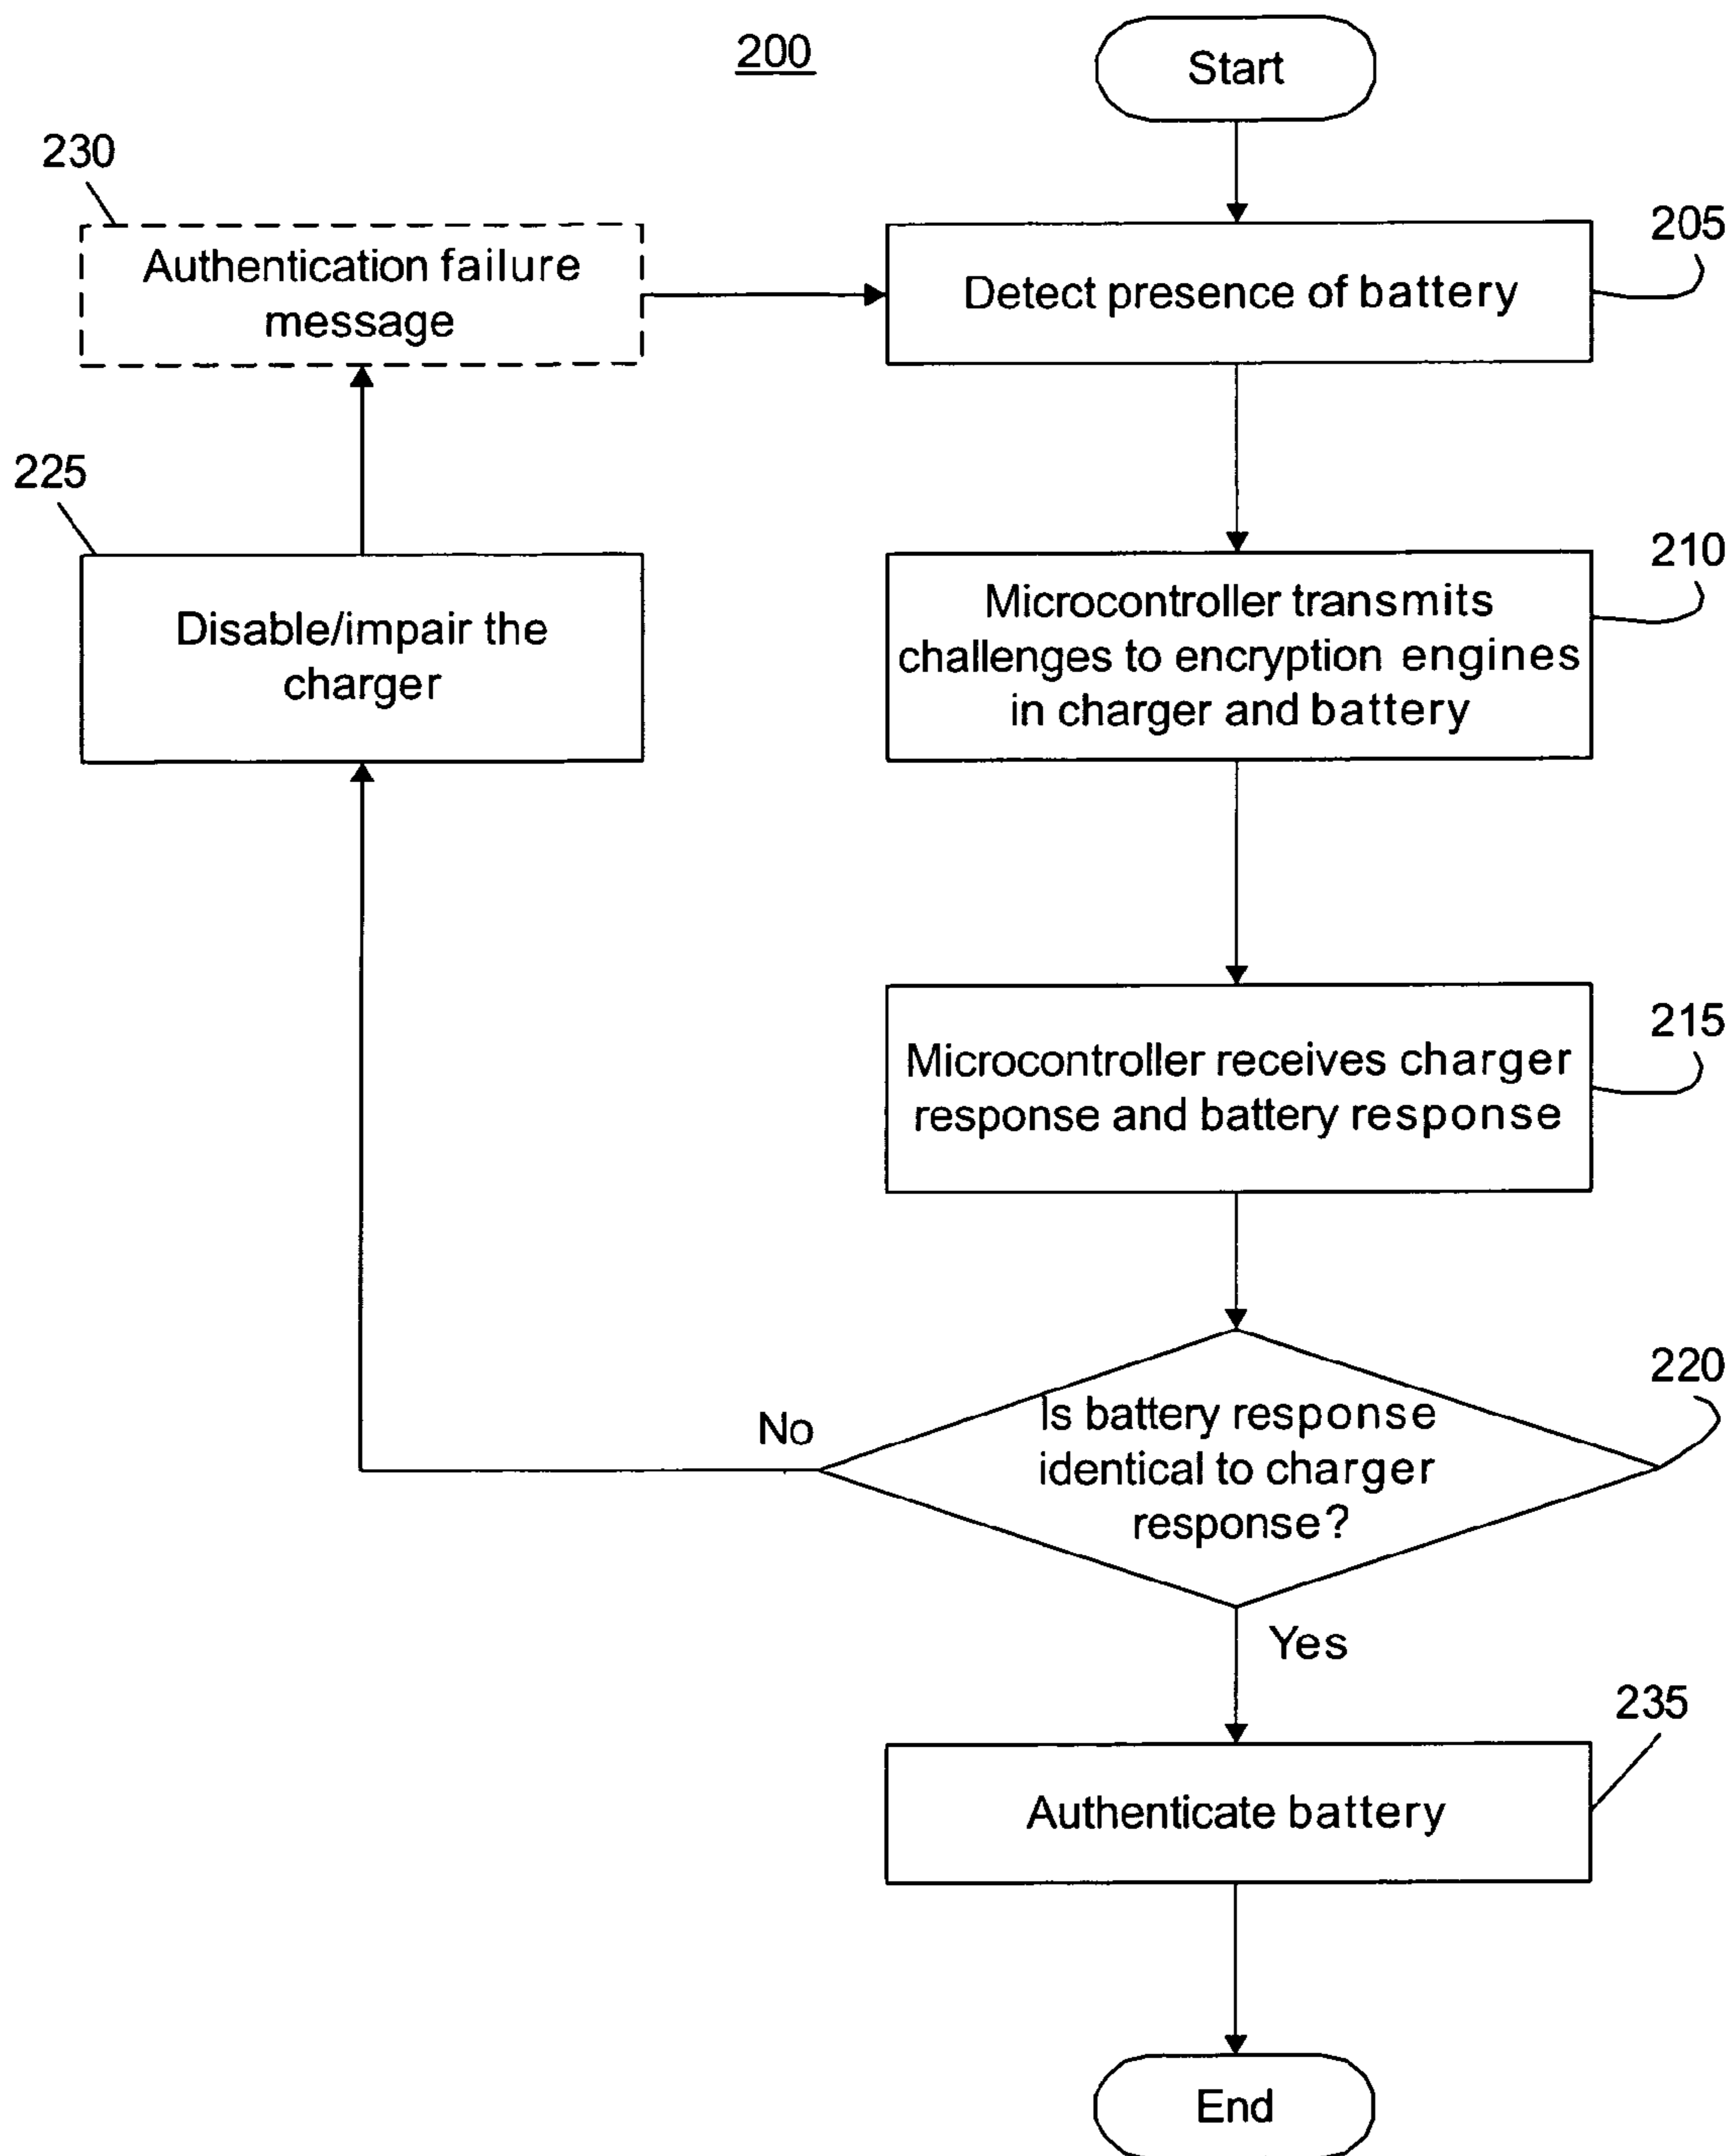 200
Start
230
Authentication failure
message
205
Detect presence of battery
225
Disable/impair the
charger
210
Microcontroller transmits
challenges to encryption engines
in charger and battery
215
Microcontroller receives charger
response and battery response
220
Is battery response
identical to charger
response?
No
Yes
235
Authenticate battery
End